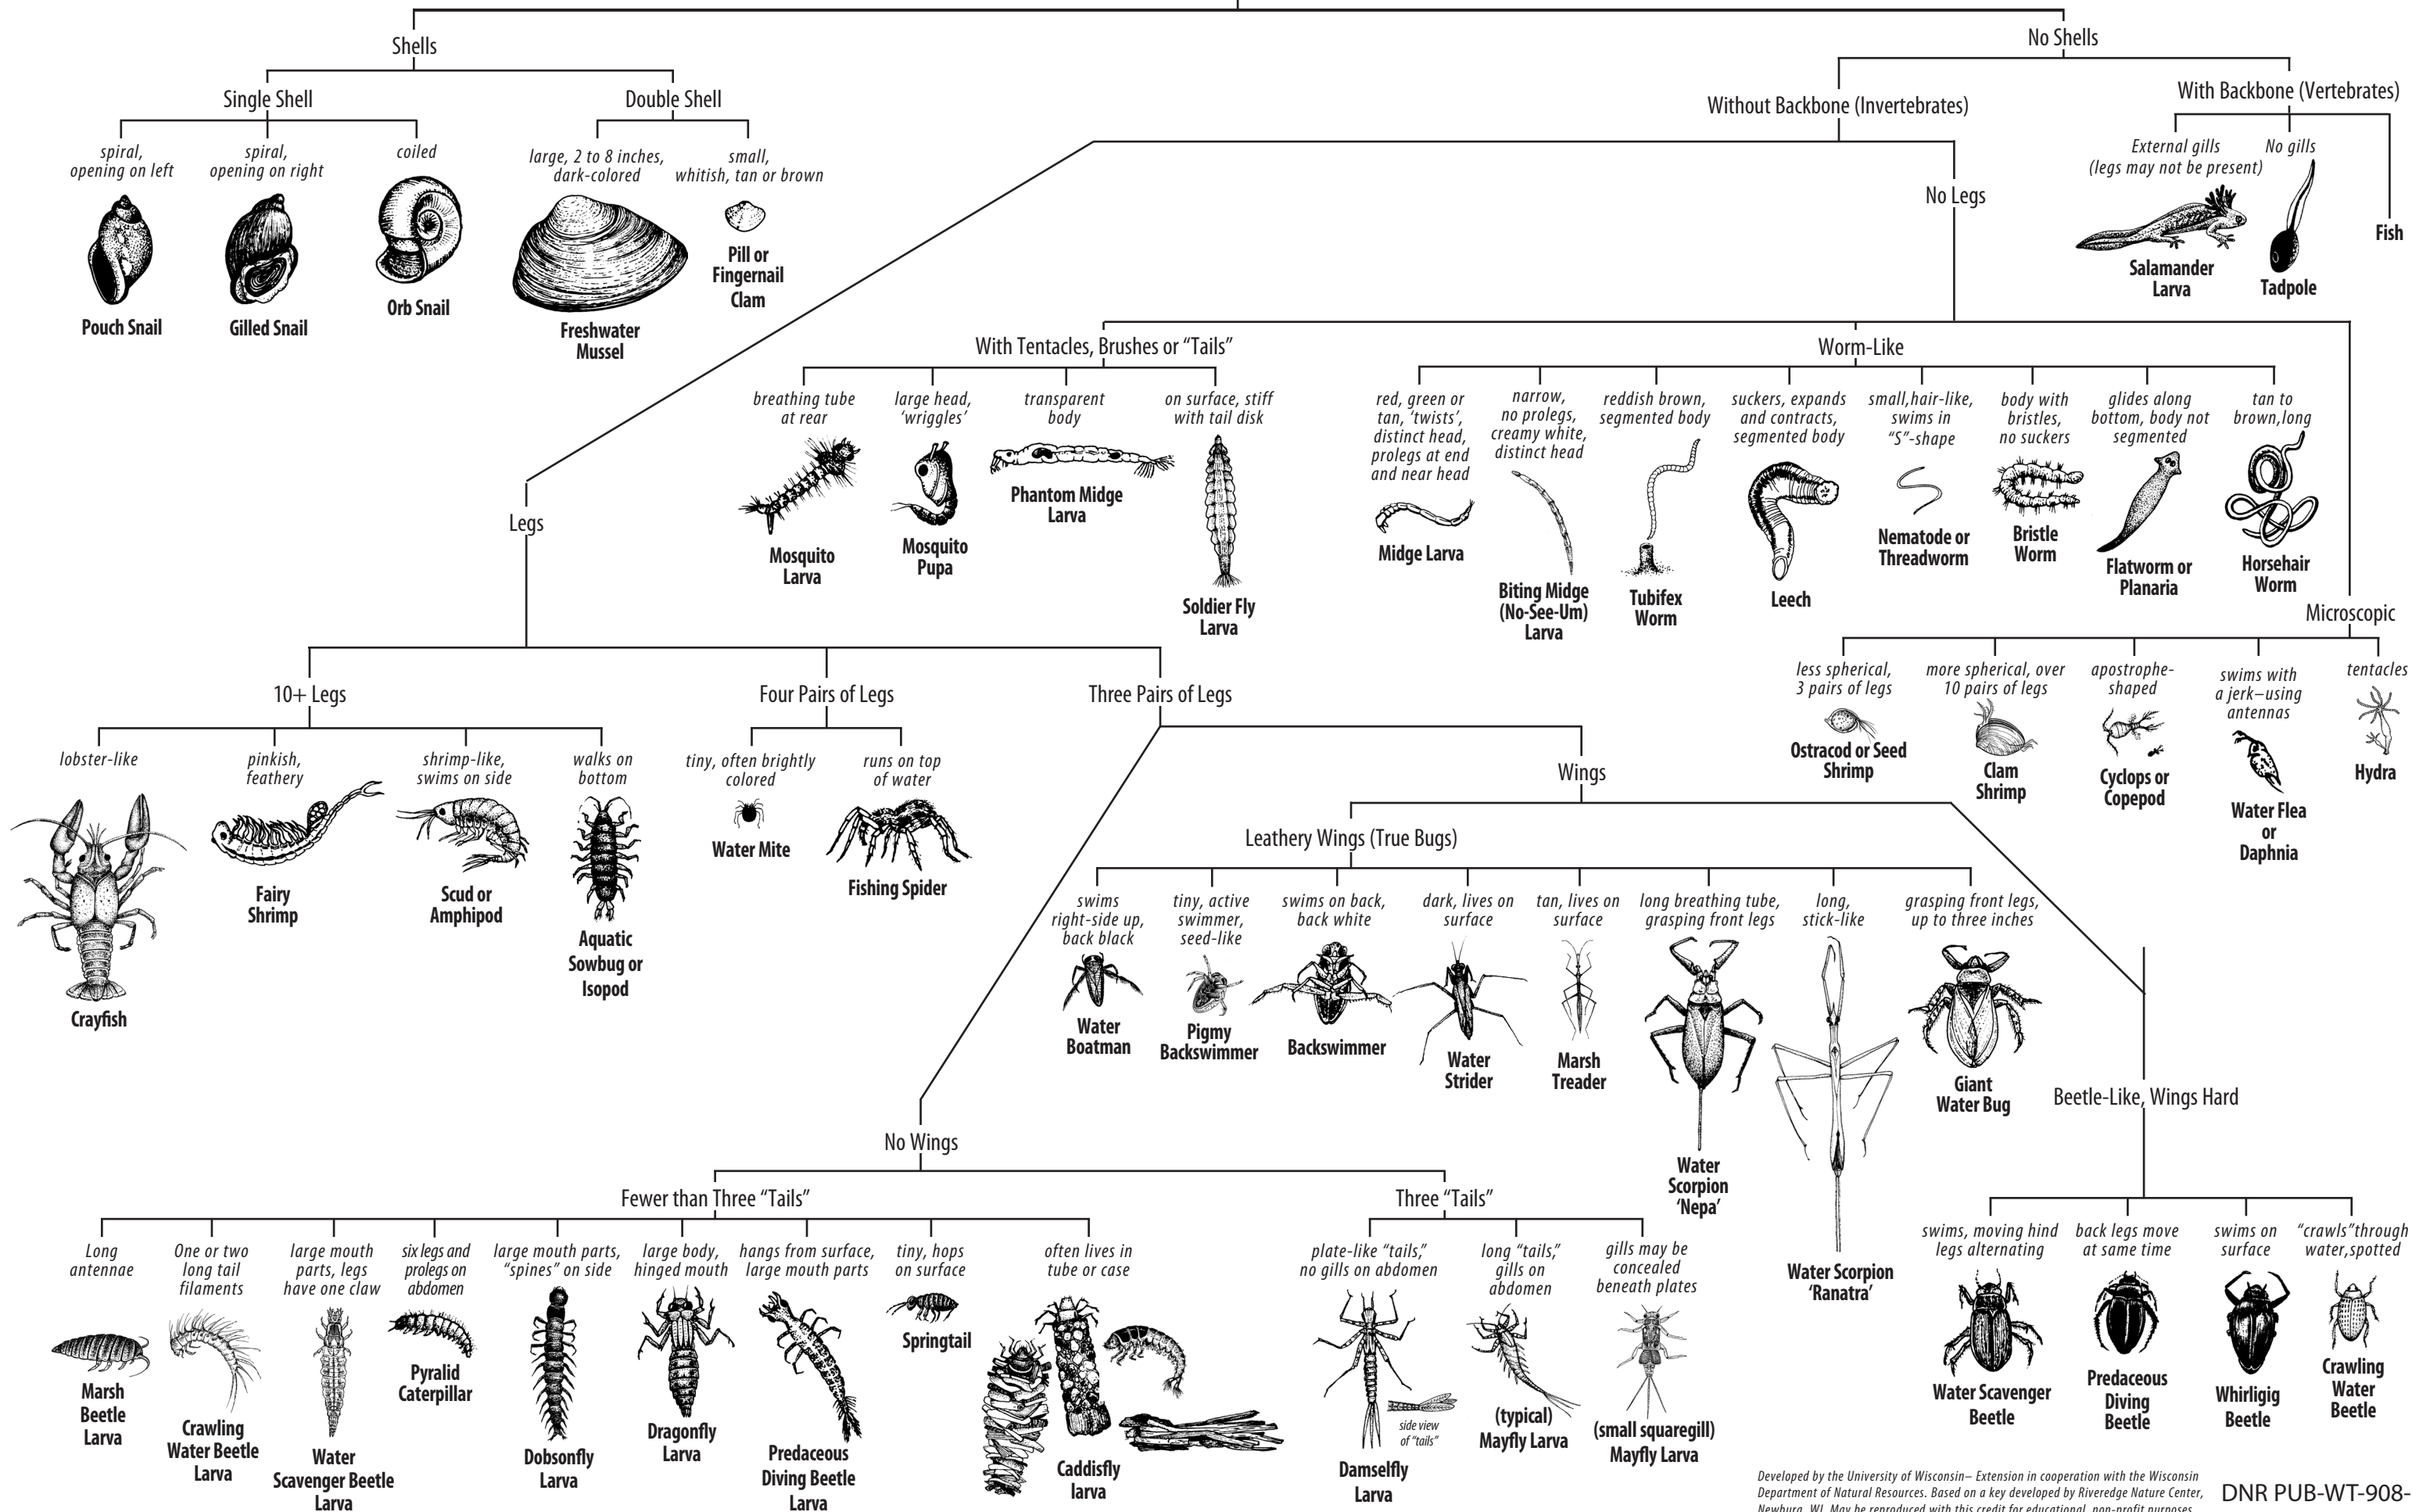 Shells
No Shells
Single Shell
Double Shell
Without Backbone (Invertebrates)
With Backbone (Vertebrates)
spiral,
opening on left
Pouch Snail
spiral,
opening on right
Gilled Snail
coiled
Orb Snail
large, 2 to 8 inches,
dark-colored
Freshwater
Mussel
small,
whitish, tan or brown
Pill or
Fingernail
Clam
External gills
(legs may not be present)
Salamander
Larva
No gills
Tadpole
Fish
No Legs
With Tentacles, Brushes or “Tails”
breathing tube
at rear
Mosquito
Larva
large head,
‘wriggles’
Mosquito
Pupa
transparent
body
Phantom Midge
Larva
on surface, stiff
with tail disk
Soldier Fly
Larva
Worm-Like
red, green or
tan, ‘twists’,
distinct head,
prolegs at end
and near head
Midge Larva
narrow,
no prolegs,
creamy white,
distinct head
Biting Midge
(No-See-Um)
Larva
reddish brown,
segmented body
Tubifex
Worm
suckers, expands
and contracts,
segmented body
Leech
small,hair-like,
swims in
“S”-shape
Nematode or
Threadworm
body with
bristles,
no suckers
Bristle
Worm
glides along
bottom, body not
segmented
Flatworm or
Planaria
tan to
brown,long
Horsehair
Worm
Microscopic
less spherical,
3 pairs of legs
Ostracod or Seed
Shrimp
more spherical, over
10 pairs of legs
Clam
Shrimp
apostrophe-
shaped
Cyclops or
Copepod
swims with
a jerk–using
antennas
Water Flea
or
Daphnia
tentacles
Hydra
Legs
10+ Legs
lobster-like
Crayfish
pinkish,
feathery
Fairy
Shrimp
shrimp-like,
swims on side
Scud or
Amphipod
walks on
bottom
Aquatic
Sowbug or
Isopod
Four Pairs of Legs
tiny, often brightly
colored
Water Mite
runs on top
of water
Fishing Spider
Three Pairs of Legs
Wings
Leathery Wings (True Bugs)
swims
right-side up,
back black
Water
Boatman
tiny, active
swimmer,
seed-like
Pigmy
Backswimmer
swims on back,
back white
Backswimmer
dark, lives on
surface
Water
Strider
tan, lives on
surface
Marsh
Treader
long breathing tube,
grasping front legs
Water
Scorpion
‘Nepa’
long,
stick-like
Water Scorpion
‘Ranatra’
grasping front legs,
up to three inches
Giant
Water Bug
Beetle-Like, Wings Hard
swims, moving hind
legs alternating
Water Scavenger
Beetle
back legs move
at same time
Predaceous
Diving
Beetle
swims on
surface
Whirligig
Beetle
“crawls”through
water,spotted
Crawling
Water
Beetle
No Wings
Fewer than Three “Tails”
Long
antennae
Marsh
Beetle
Larva
One or two
long tail
filaments
Crawling
Water Beetle
Larva
large mouth
parts, legs
have one claw
Water
Scavenger Beetle
Larva
six legs and
prolegs on
abdomen
Pyralid
Caterpillar
large mouth parts,
“spines” on side
Dobsonfly
Larva
large body,
hinged mouth
Dragonfly
Larva
hangs from surface,
large mouth parts
Predaceous
Diving Beetle
Larva
tiny, hops
on surface
Springtail
often lives in
tube or case
Caddisfly
larva
Three “Tails”
plate-like “tails,”
no gills on abdomen
side view
of “tails”
Damselfly
Larva
long “tails,”
gills on
abdomen
(typical)
Mayfly Larva
gills may be
concealed
beneath plates
(small squaregill)
Mayfly Larva
Developed by the University of Wisconsin– Extension in cooperation with the Wisconsin
Department of Natural Resources. Based on a key developed by Riveredge Nature Center,
Newburg, WI. May be reproduced with this credit for educational, non-profit purposes.
DNR PUB-WT-908-